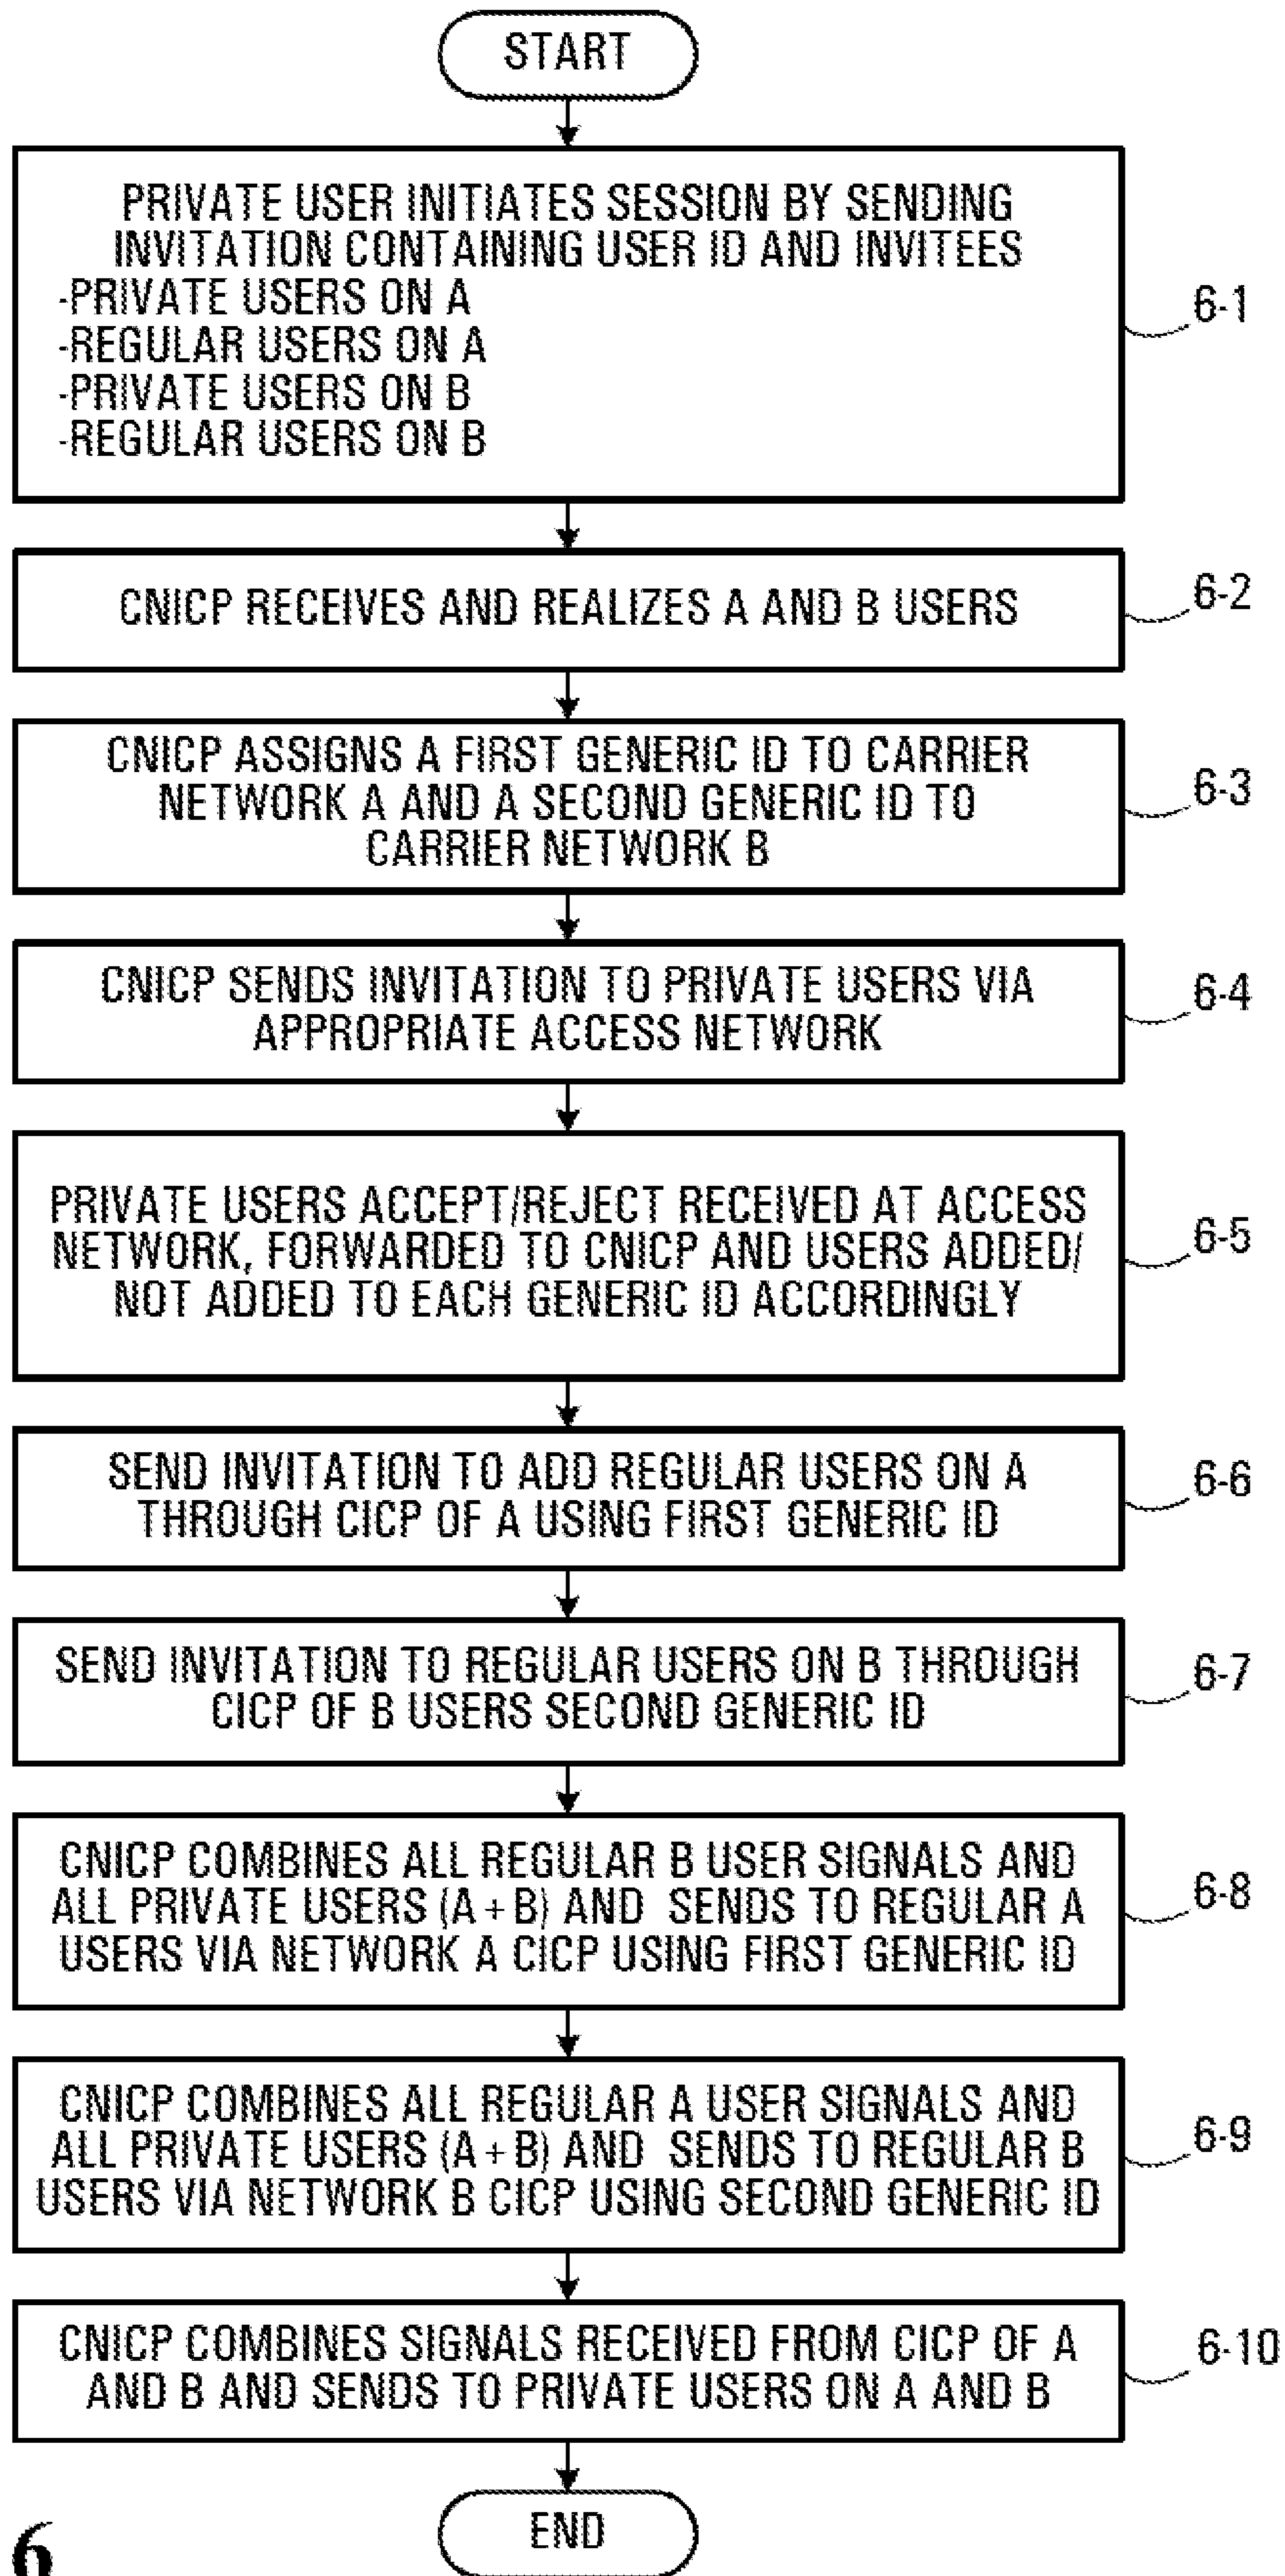 START
PRIVATE USER INITIATES SESSION BY SENDING
INVITATION CONTAINING USER ID AND INVITEES
-PRIVATE USERS ON A
-REGULAR USERS ON A
-PRIVATE USERS ON B
-REGULAR USERS ON B
6-1
CNICP RECEIVES AND REALIZES A AND B USERS
6-2
CNICP ASSIGNS A FIRST GENERIC ID TO CARRIER
NETWORK A AND A SECOND GENERIC ID TO
CARRIER NETWORK B
6-3
CNICP SENDS INVITATION TO PRIVATE USERS VIA
APPROPRIATE ACCESS NETWORK
6-4
PRIVATE USERS ACCEPT/REJECT RECEIVED AT ACCESS
NETWORK, FORWARDED TO CNICP AND USERS ADDED/
NOT ADDED TO EACH GENERIC ID ACCORDINGLY
6-5
SEND INVITATION TO ADD REGULAR USERS ON A
THROUGH CICP OF A USING FIRST GENERIC ID
6-6
SEND INVITATION TO REGULAR USERS ON B THROUGH
CICP OF B USERS SECOND GENERIC ID
6-7
CNICP COMBINES ALL REGULAR B USER SIGNALS AND
ALL PRIVATE USERS (A + B) AND SENDS TO REGULAR A
USERS VIA NETWORK A CICP USING FIRST GENERIC ID
6-8
CNICP COMBINES ALL REGULAR A USER SIGNALS AND
ALL PRIVATE USERS (A + B) AND SENDS TO REGULAR B
USERS VIA NETWORK B CICP USING SECOND GENERIC ID
6-9
CNICP COMBINES SIGNALS RECEIVED FROM CICP OF A
AND B AND SENDS TO PRIVATE USERS ON A AND B
6-10
END
6